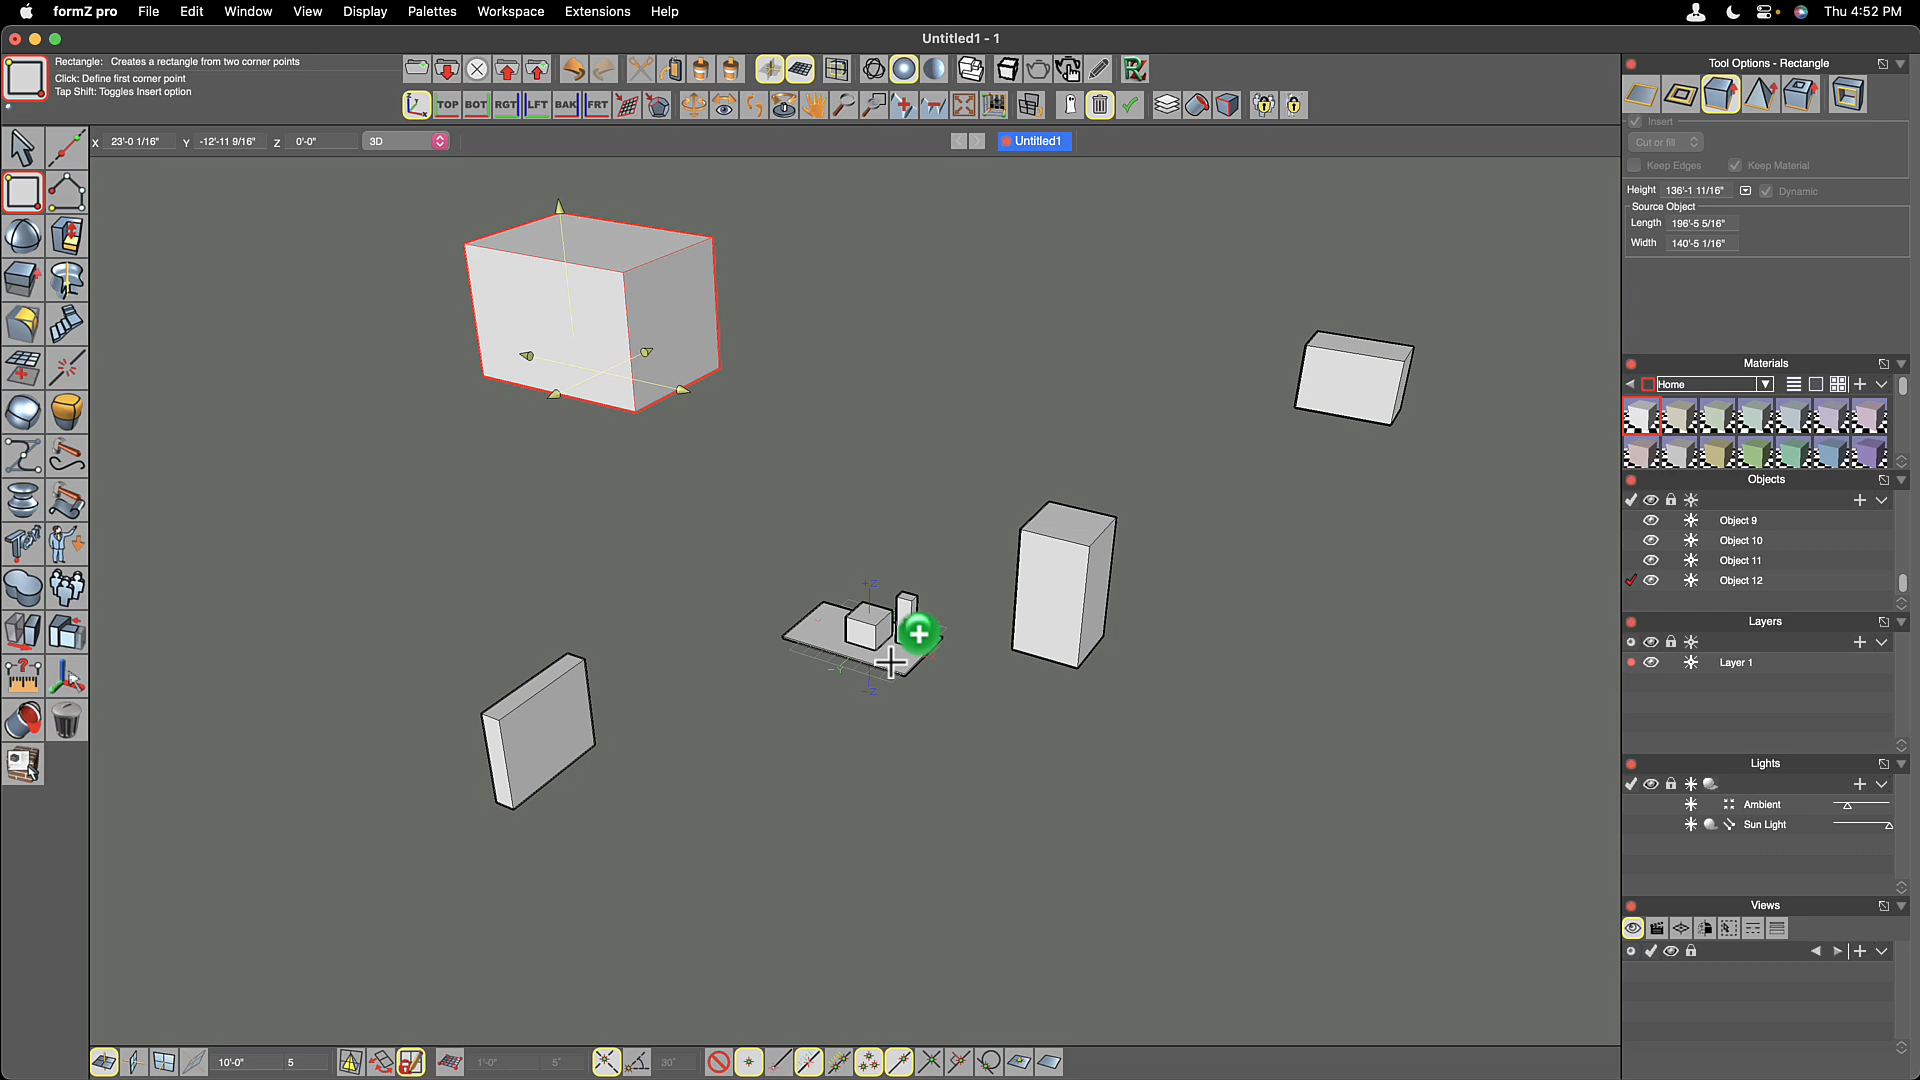 formZ pro File Edit Window View Display Palettes Workspace Extensions Help Thu 4:52 PM
Untitled1 - 1
Rectangle: Creates a rectangle from two corner points
Click: Define first corner point
Tap Shift: Toggles Insert option
TOP BOT RGT LFT BAK FRT
X 23'-0 1/16" Y -12'-11 9/16" Z 0'-0" 3D
Untitled1
Tool Options - Rectangle
Insert
Cut or fill
Keep Edges Keep Material
Height 136'-1 11/16" Dynamic
Source Object
Length 196'-5 5/16"
Width 140'-5 1/16"
Materials
Home
Objects
Object 9
Object 10
Object 11
Object 12
Layers
Layer 1
Lights
Ambient
Sun Light
Views
+Z
-Y
-Z
10'-0" 5 1'-0" 5° 30°